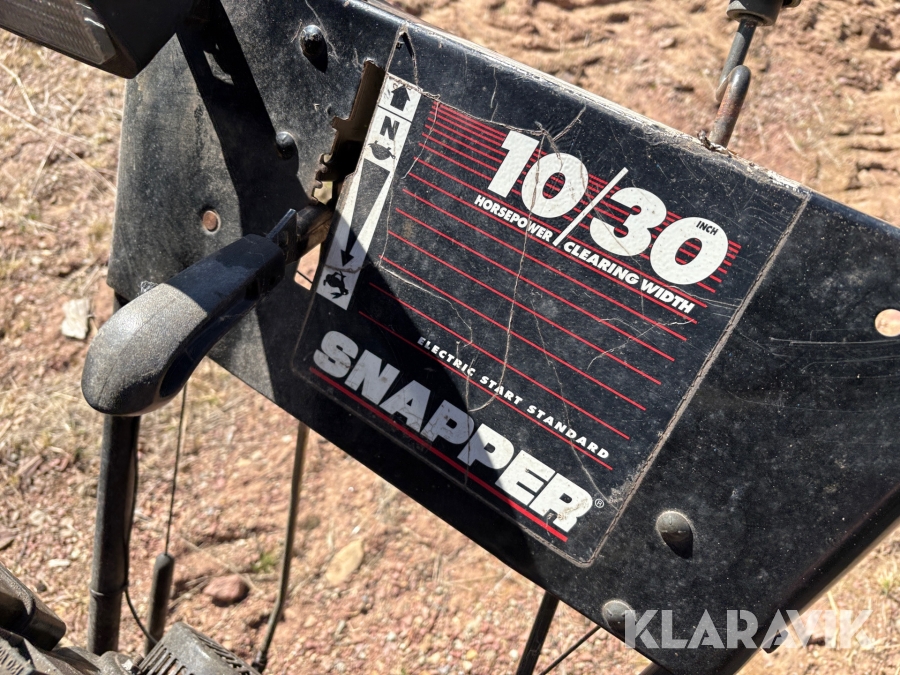 N
10/30 INCH
HORSEPOWER / CLEARING WIDTH
ELECTRIC START STANDARD
SNAPPER®
KLARAVIK